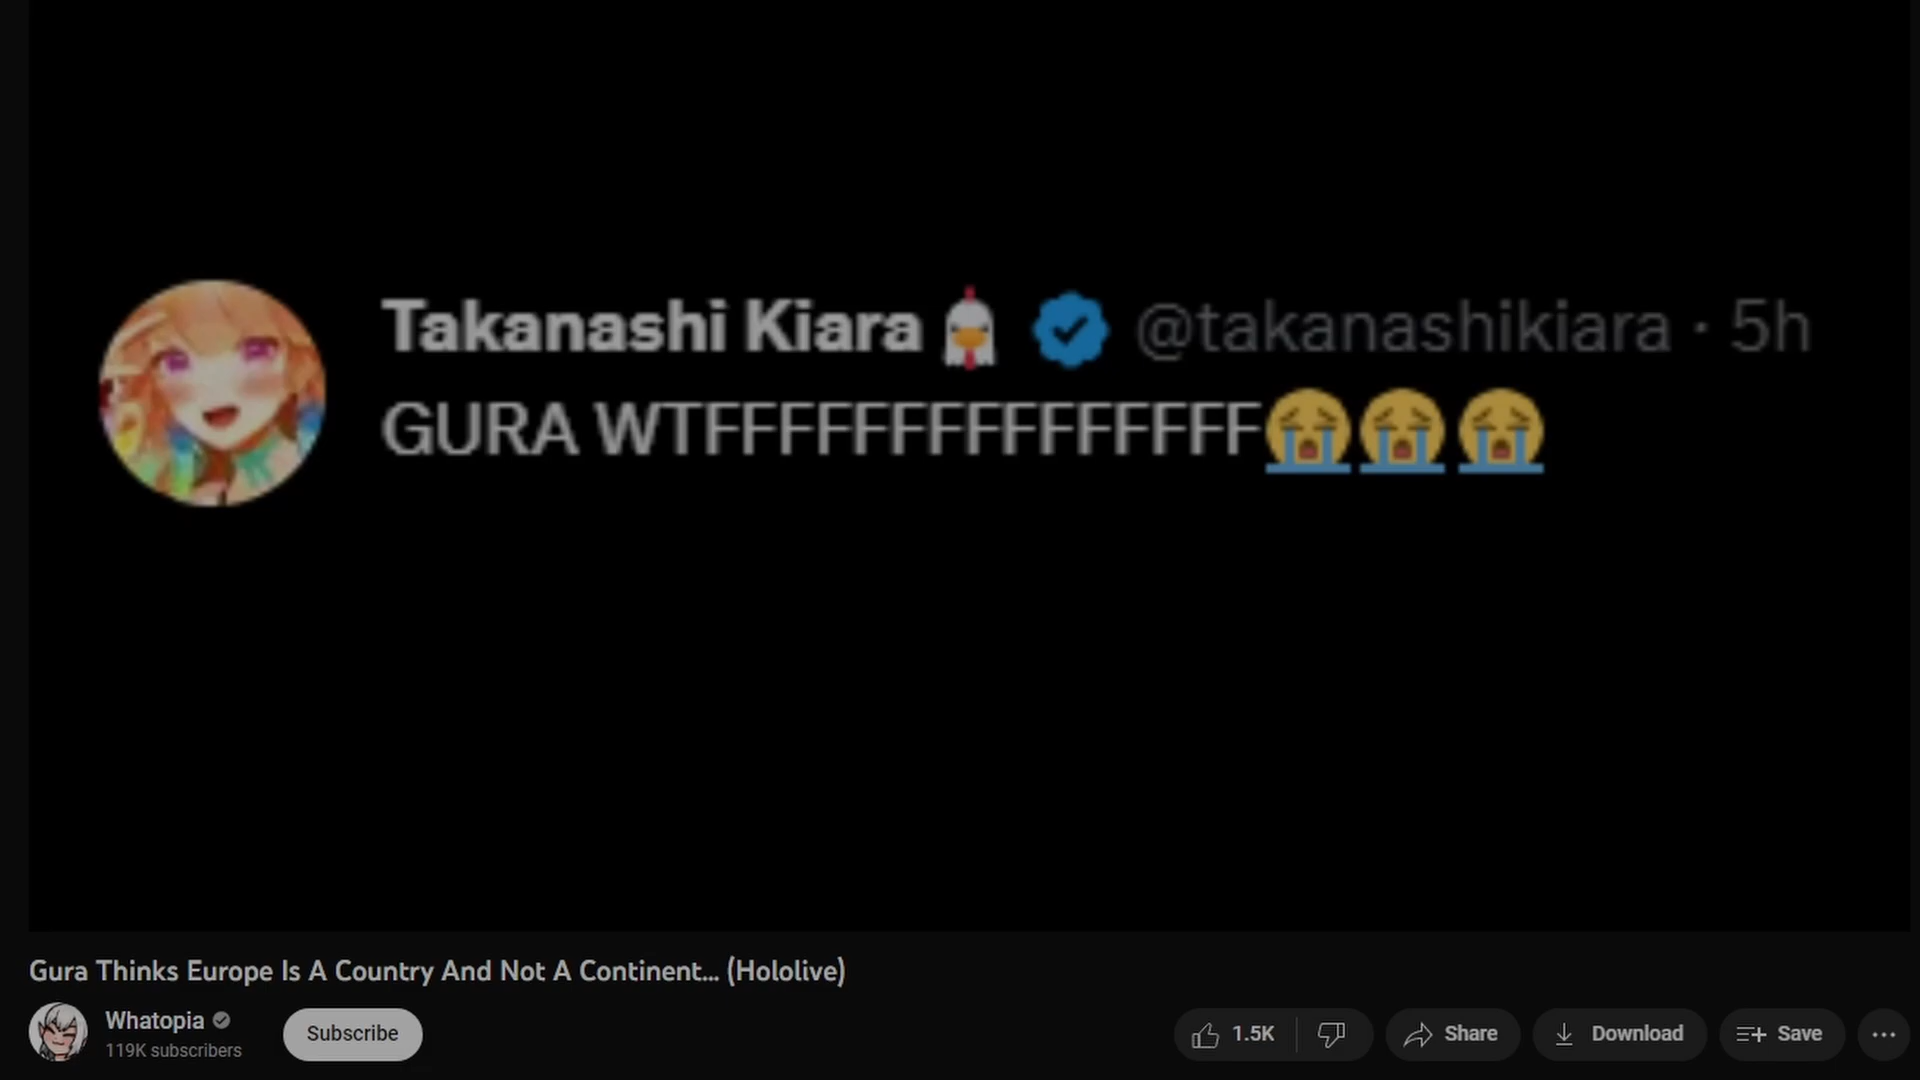 Takanashi Kiara🐔 @takanashikiara · 5h
GURA WTFFFFFFFFFFFFFFF😭😭😭
Gura Thinks Europe Is A Country And Not A Continent... (Hololive)
Whatopia
119K subscribers
Subscribe
1.5K
Share
Download
Save